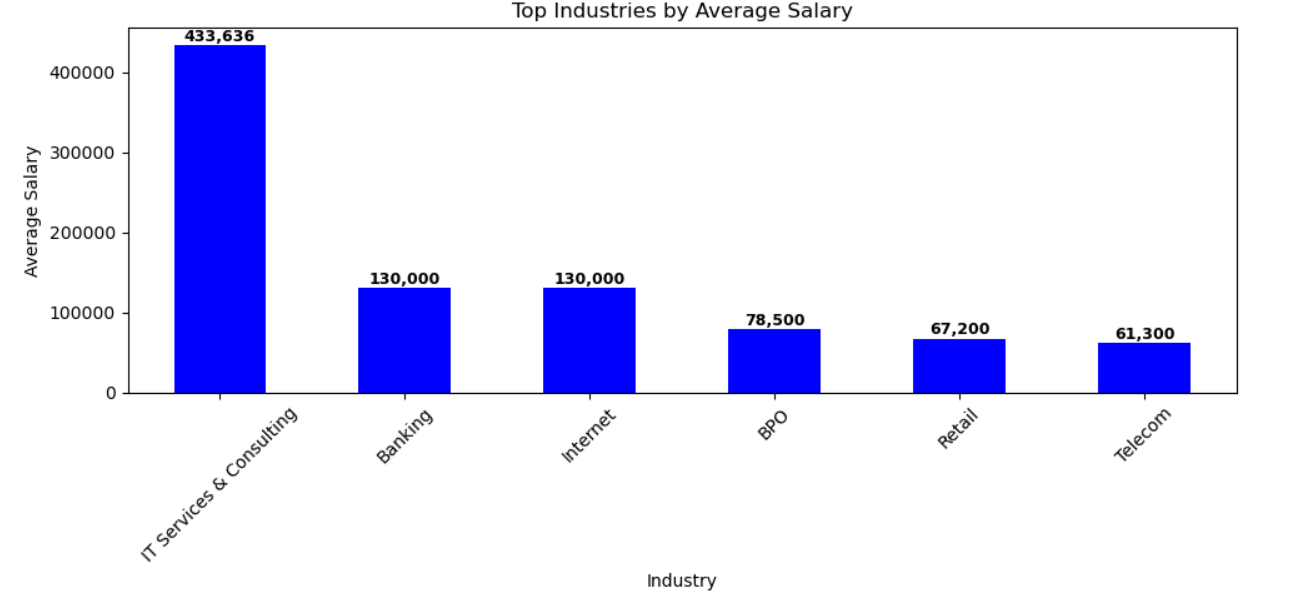 Top Industries by Average Salary
433,636
400000
300000
200000
100000
0
Average Salary
130,000
130,000
78,500
67,200
61,300
IT Services & Consulting
Banking
Internet
BPO
Retail
Telecom
Industry